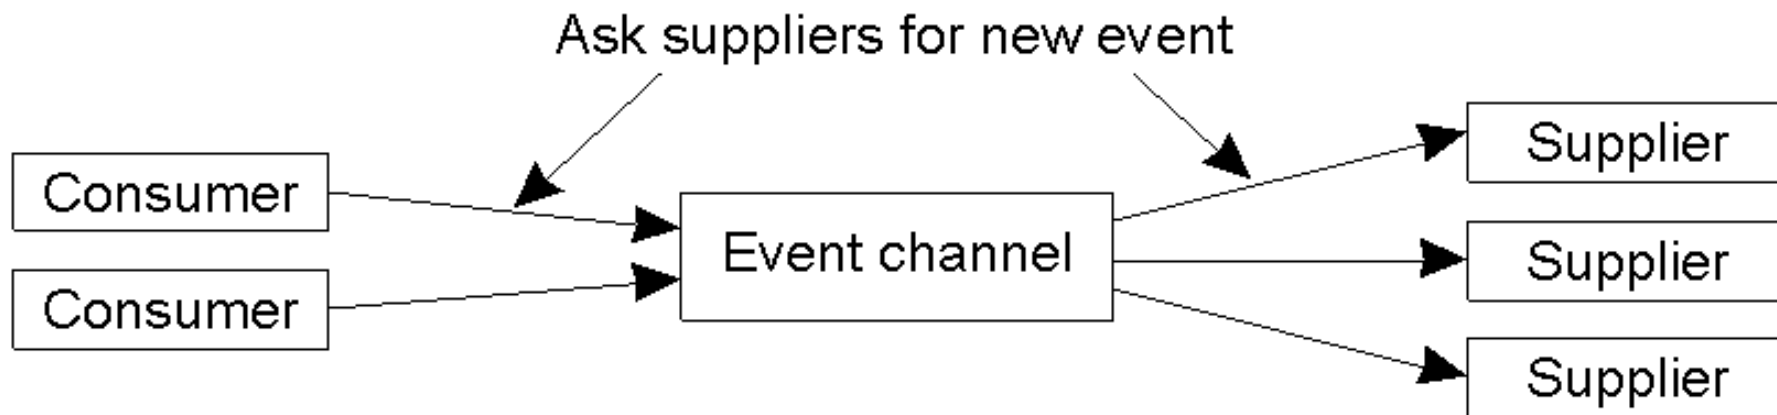 Ask suppliers for new event
Consumer
Consumer
Event channel
Supplier
Supplier
Supplier